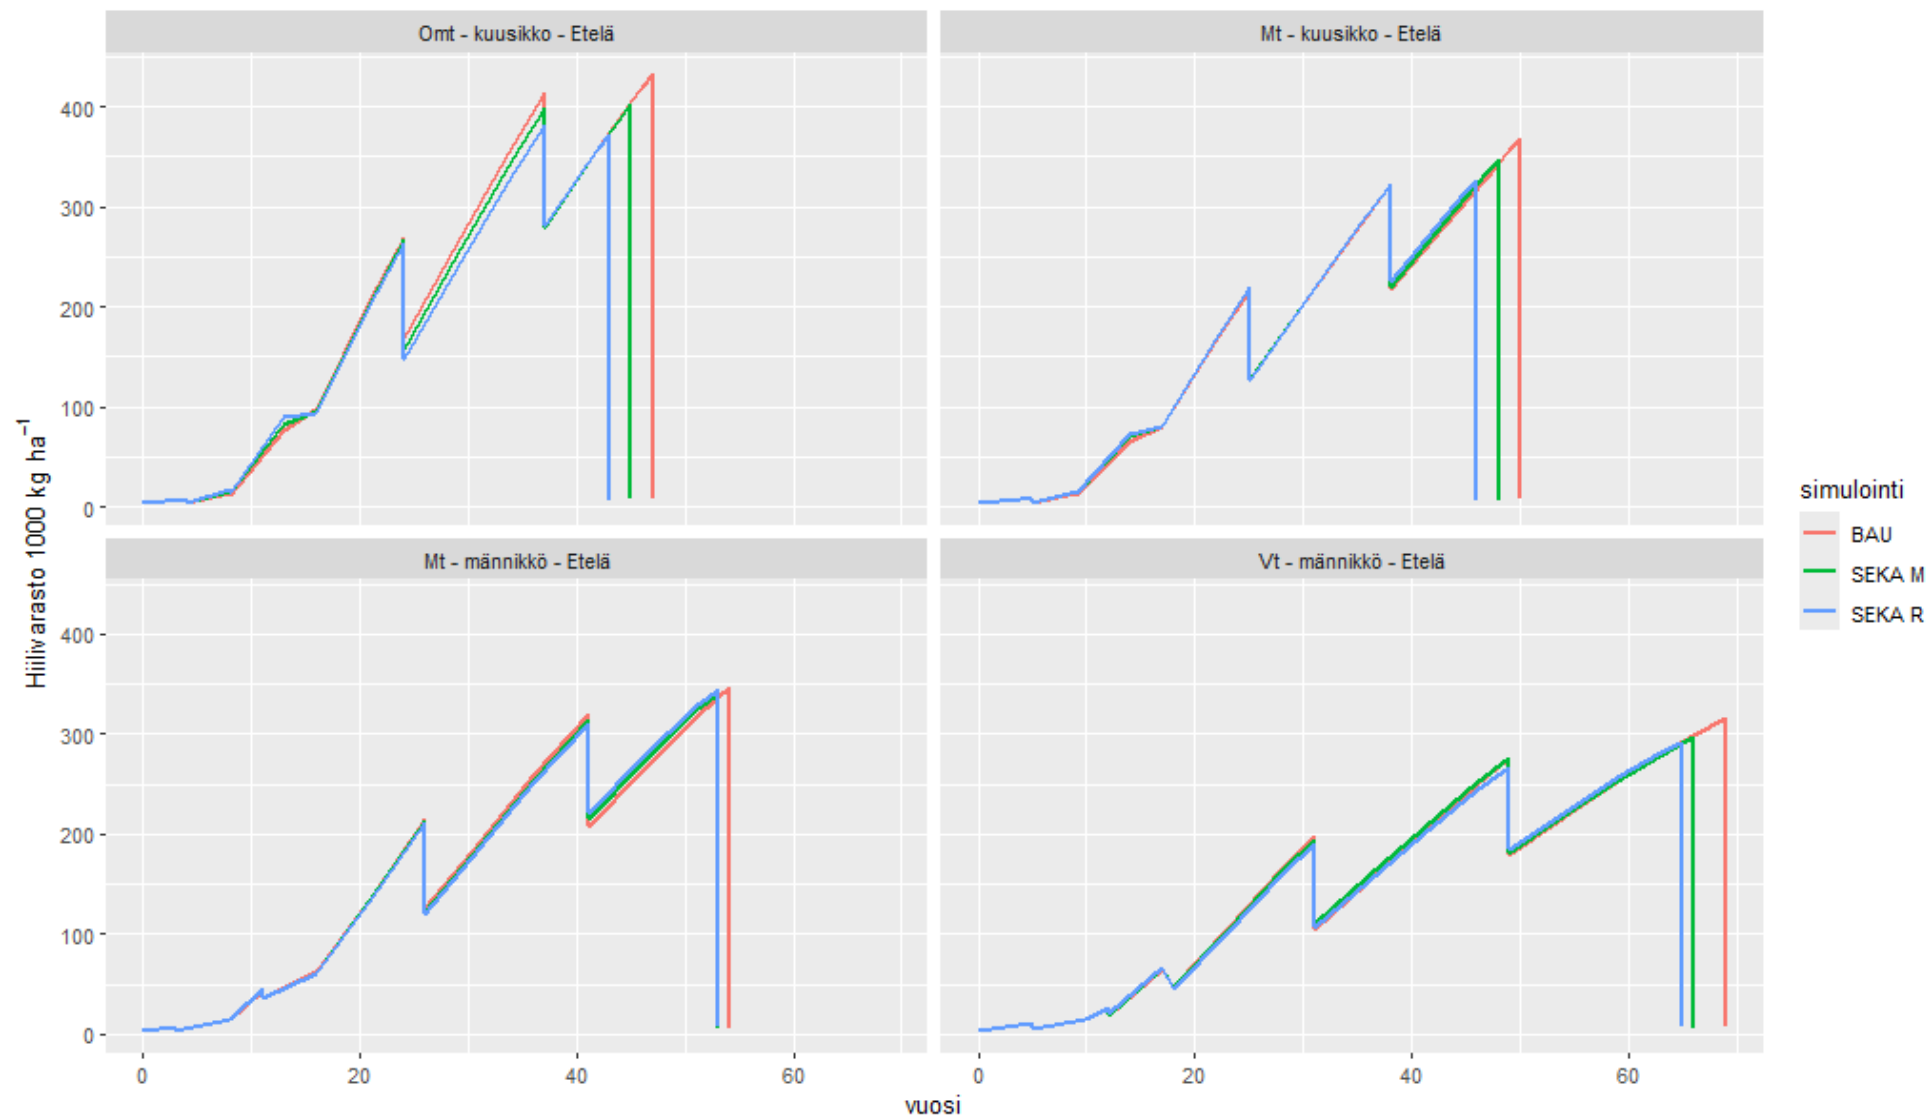 Omt - kuusikko - Etelä
Mt - kuusikko - Etelä
400
300
200
100
0
Mt - männikkö - Etelä
Vt - männikkö - Etelä
400
300
200
100
0
0 20 40 60
0 20 40 60
vuosi
Hiilivarasto 1000 kg ha⁻¹
simulointi
BAU
SEKA M
SEKA R